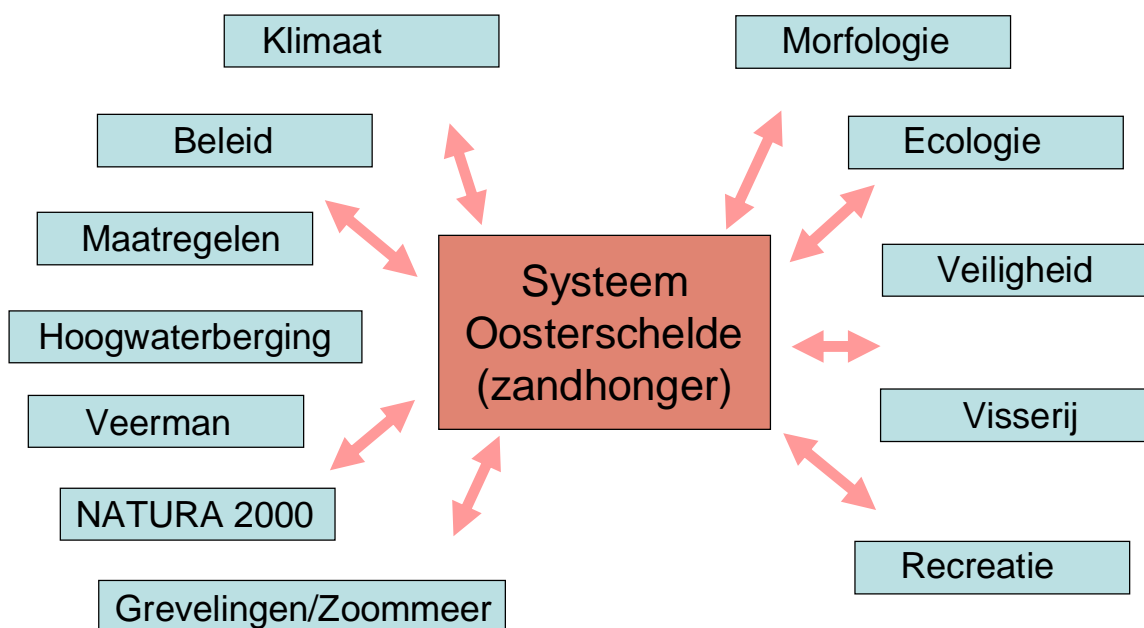 Klimaat
Morfologie
Beleid
Ecologie
Maatregelen
Veiligheid
Systeem
Oosterschelde
(zandhonger)
Hoogwaterberging
Veerman
Visserij
NATURA 2000
Recreatie
Grevelingen/Zoommeer